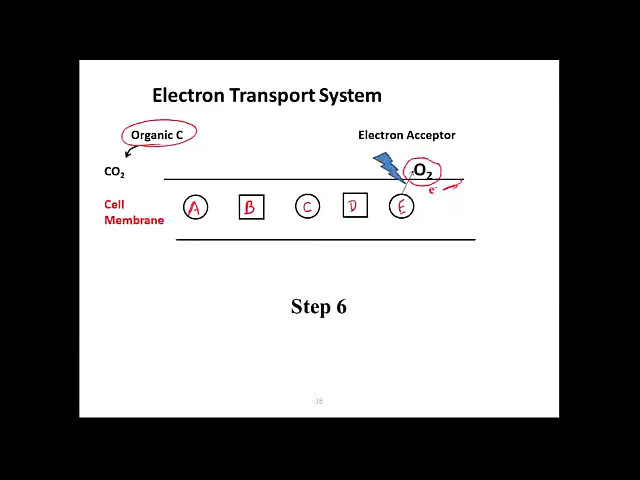 Electron Transport System
Organic C
Electron Acceptor
CO₂
O₂
e⁻
Cell
Membrane
A B C D E
Step 6
38